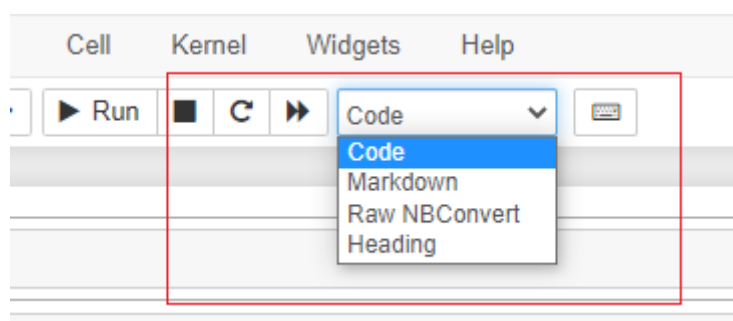 Cell Kernel Widgets Help
Run Code
Code
Markdown
Raw NBConvert
Heading